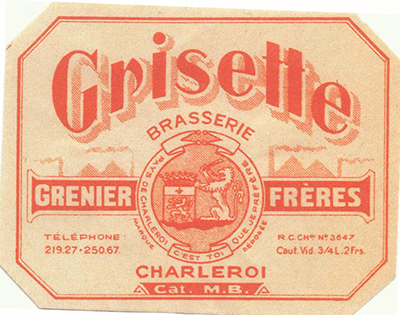 Grisette
BRASSERIE
PAYS DE CHARLEROI C'EST TOI QUE JE PRÉFÈRE
GRENIER FRÈRES
MARQUE DÉPOSÉE
TÉLÉPHONE :
219.27 - 250.67.
R.C.Choi No 3647
Caut. Vid. 3/4 L. 2 Frs.
CHARLEROI
Cat. M.B.